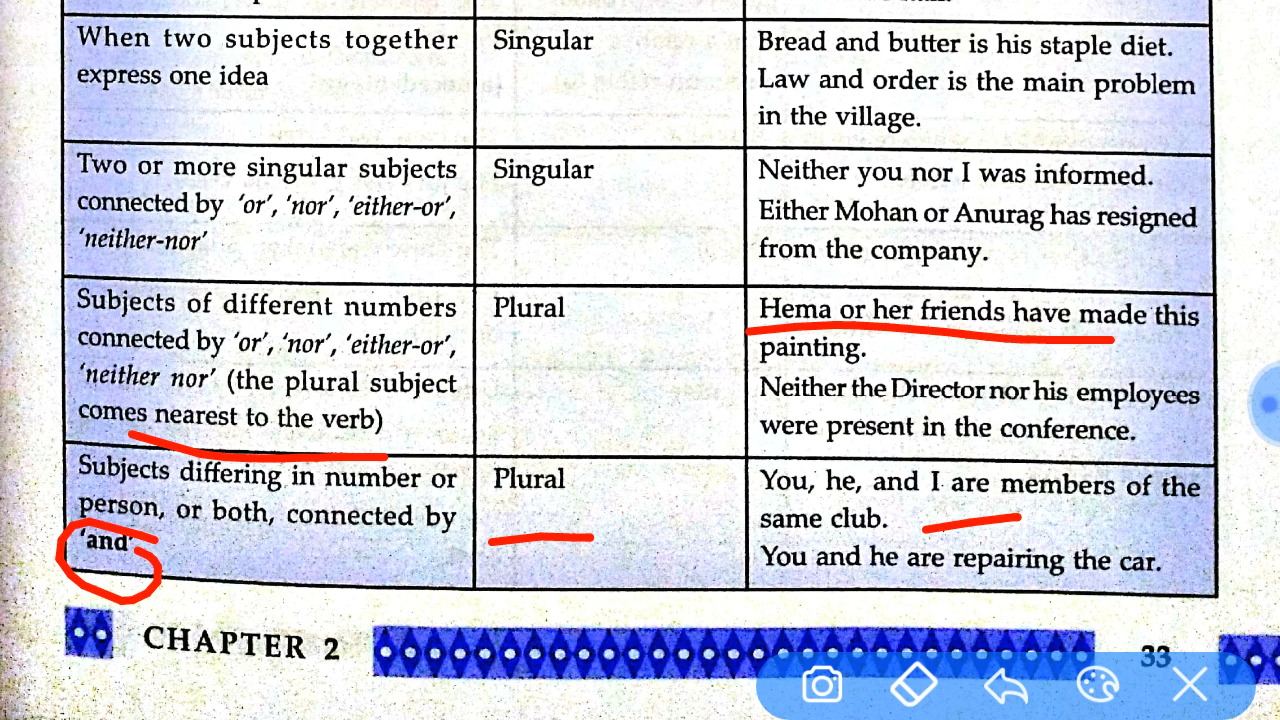 When two subjects together
express one idea
Singular
Bread and butter is his staple diet.
Law and order is the main problem
in the village.
Two or more singular subjects
connected by 'or', 'nor', 'either-or',
'neither-nor'
Singular
Neither you nor I was informed.
Either Mohan or Anurag has resigned
from the company.
Subjects of different numbers
connected by 'or', 'nor', 'either-or',
'neither nor' (the plural subject
comes nearest to the verb)
Plural
Hema or her friends have made this
painting.
Neither the Director nor his employees
were present in the conference.
Subjects differing in number or
person, or both, connected by
'and'
Plural
You, he, and I are members of the
same club.
You and he are repairing the car.
CHAPTER 2
33